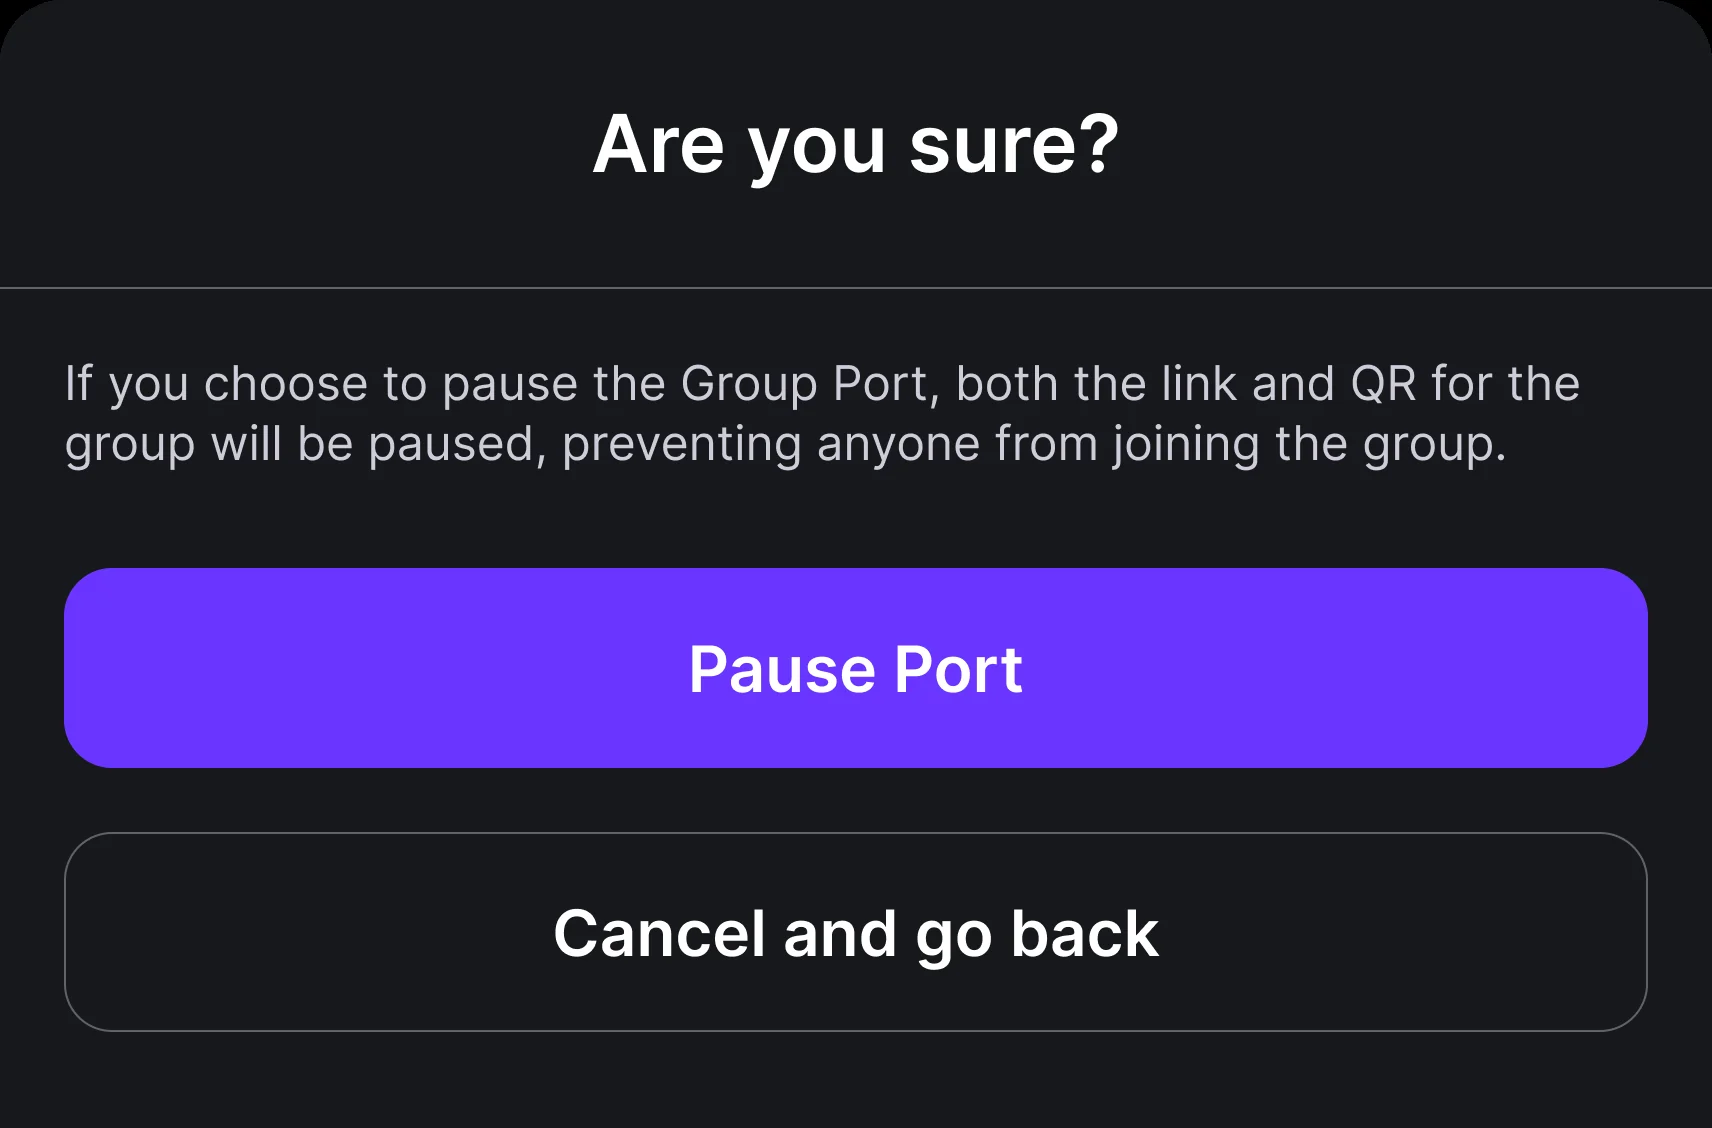 Are you sure?
If you choose to pause the Group Port, both the link and QR for the
group will be paused, preventing anyone from joining the group.
Pause Port
Cancel and go back